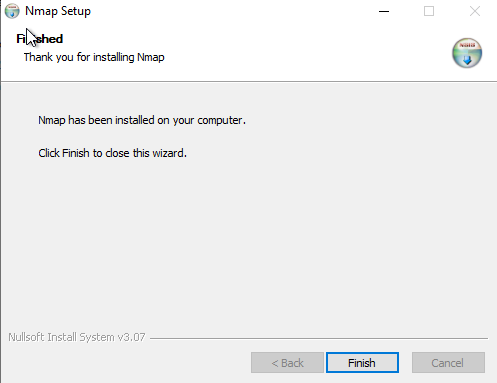 Nmap Setup
Finished
Thank you for installing Nmap
Nmap has been installed on your computer.
Click Finish to close this wizard.
Nullsoft Install System v3.07
< Back
Finish
Cancel